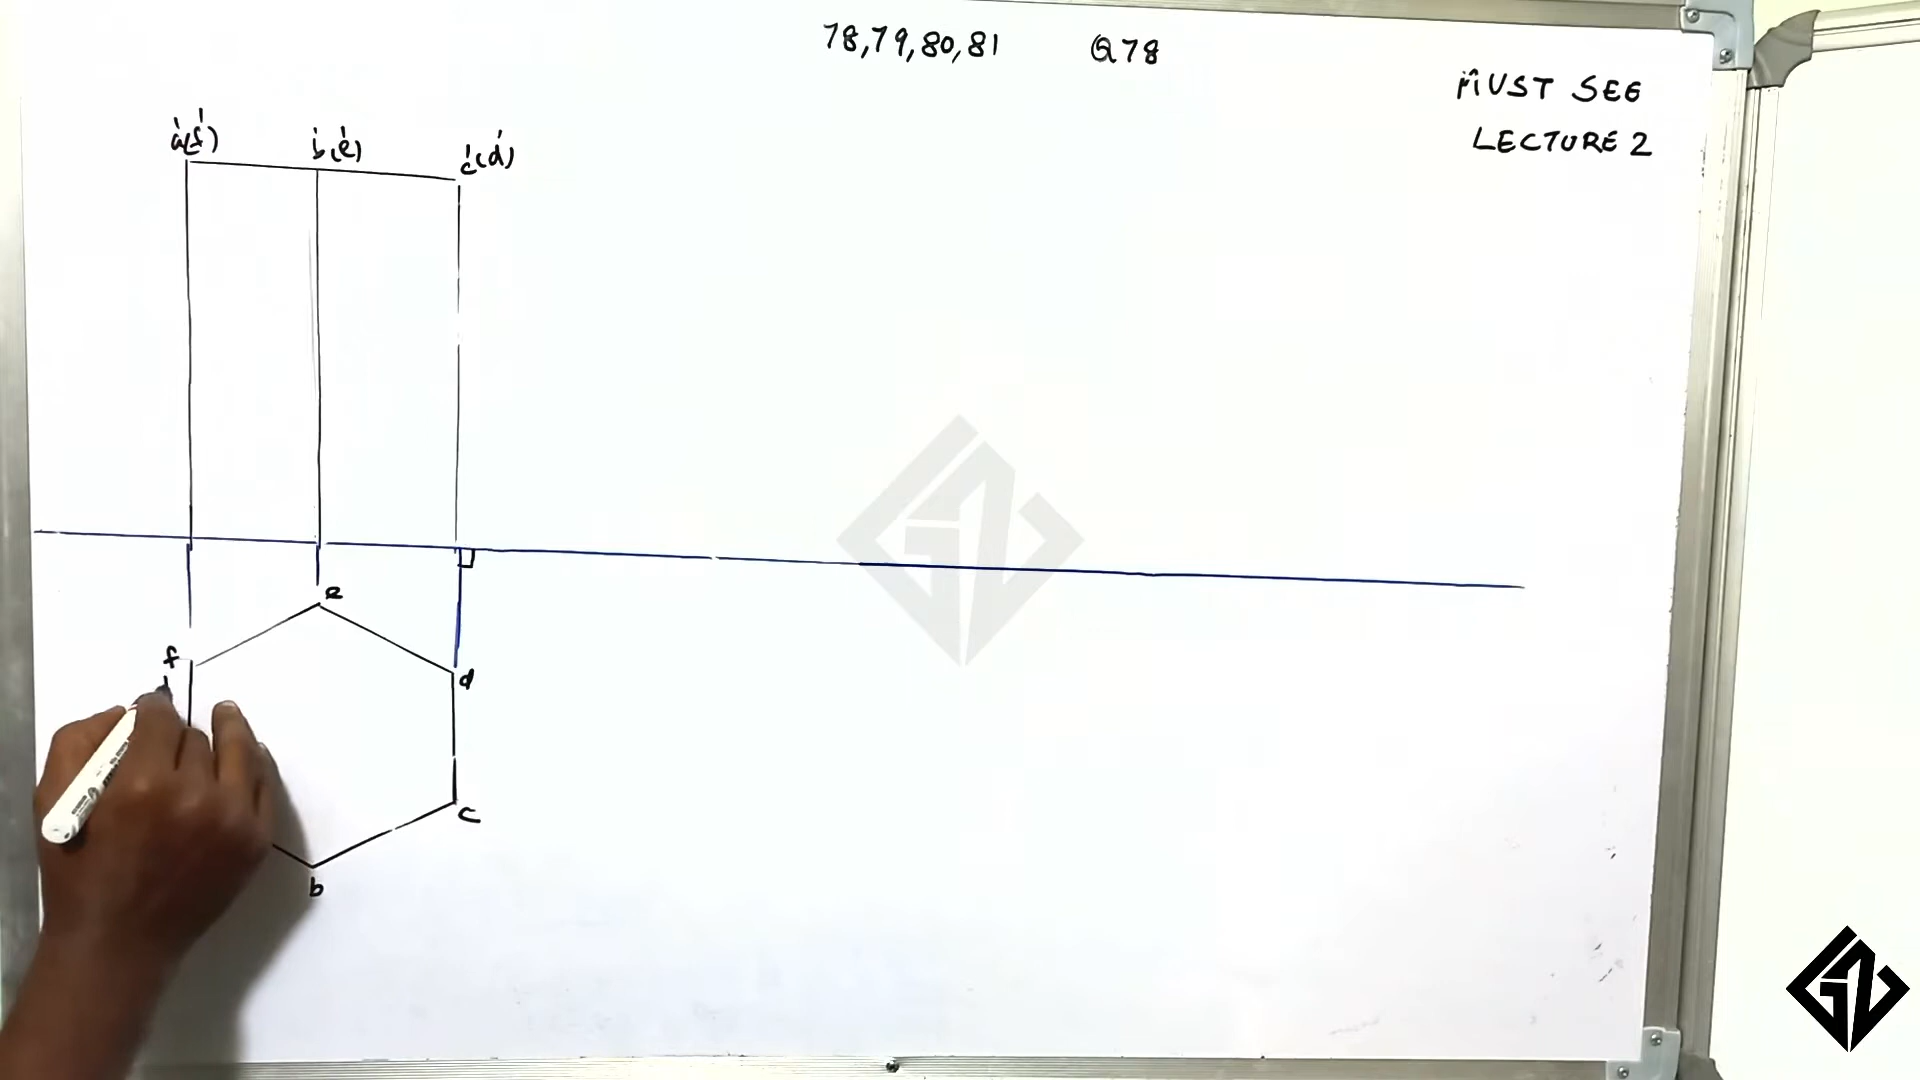 78,79,80,81 Q78
MUST SEE
LECTURE 2
a'(f') b'(e') c'(d')
e
f
d
c
b